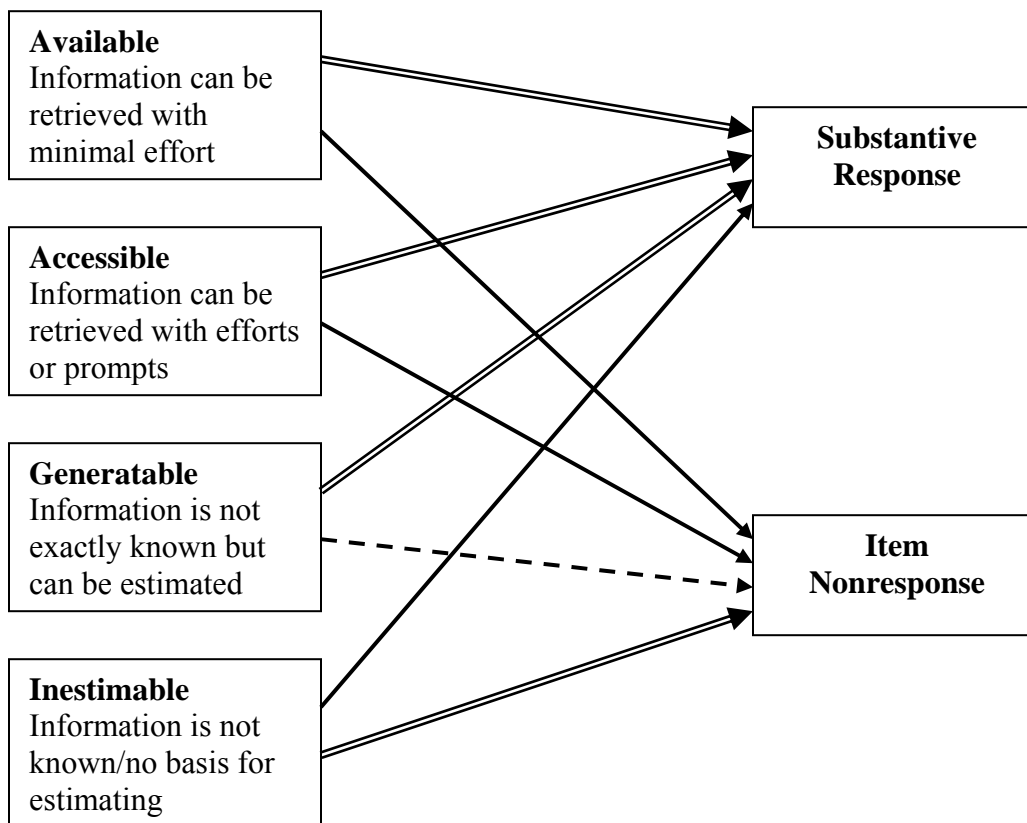 Available
Information can be
retrieved with
minimal effort
Accessible
Information can be
retrieved with efforts
or prompts
Generatable
Information is not
exactly known but
can be estimated
Inestimable
Information is not
known/no basis for
estimating
Substantive
Response
Item
Nonresponse